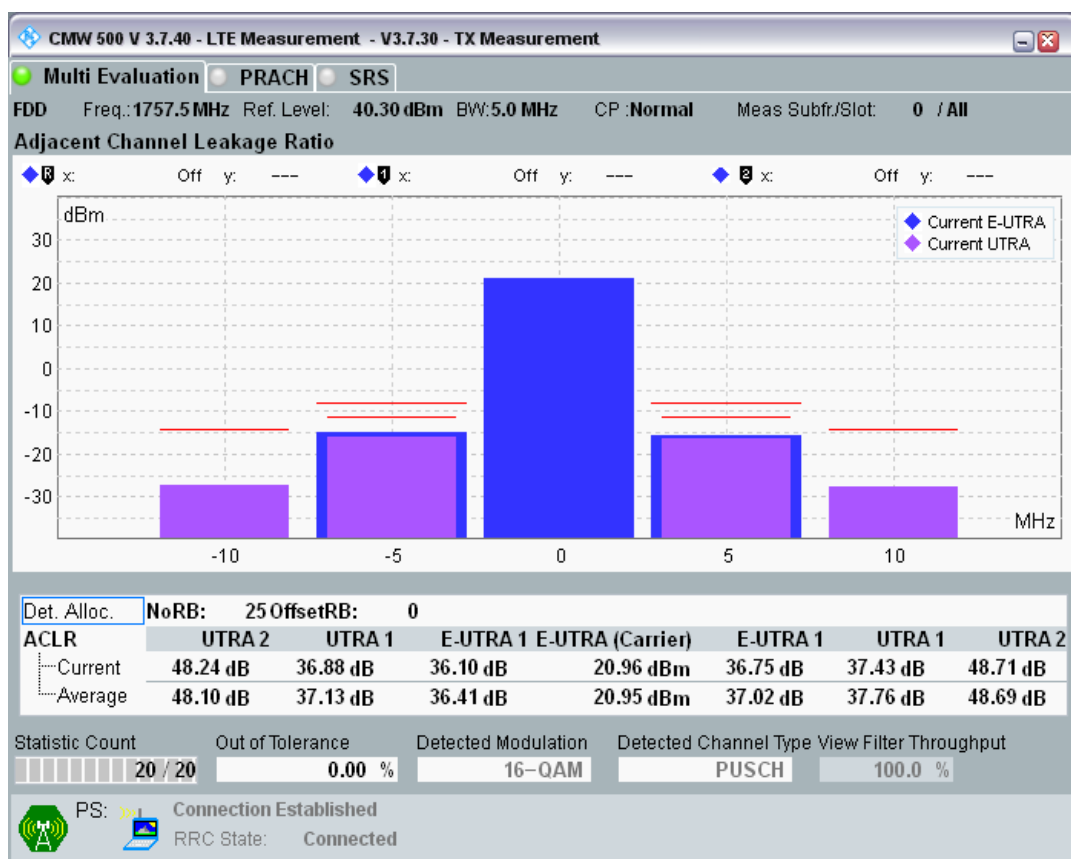 CMW 500 V 3.7.40 - LTE Measurement - V3.7.30 - TX Measurement
Multi Evaluation PRACH SRS
FDD Freq.: 1757.5 MHz Ref. Level: 40.30 dBm BW: 5.0 MHz CP : Normal Meas Subfr./Slot: 0 / All
Adjacent Channel Leakage Ratio
R x: Off y: --- 1 x: Off y: --- 2 x: Off y: ---
dBm
Current E-UTRA
Current UTRA
30
20
10
0
-10
-20
-30
MHz
-10 -5 0 5 10
Det. Alloc. NoRB: 25 OffsetRB: 0
ACLR UTRA 2 UTRA 1 E-UTRA 1 E-UTRA (Carrier) E-UTRA 1 UTRA 1 UTRA 2
Current 48.24 dB 36.88 dB 36.10 dB 20.96 dBm 36.75 dB 37.43 dB 48.71 dB
Average 48.10 dB 37.13 dB 36.41 dB 20.95 dBm 37.02 dB 37.76 dB 48.69 dB
Statistic Count Out of Tolerance Detected Modulation Detected Channel Type View Filter Throughput
20 / 20 0.00 % 16-QAM PUSCH 100.0 %
PS: Connection Established
RRC State: Connected